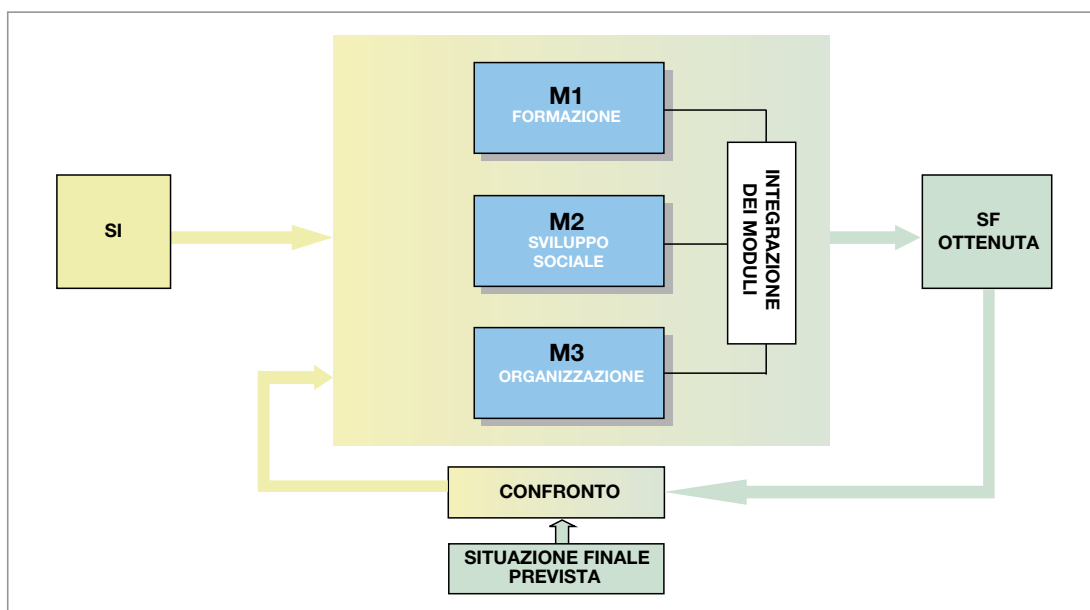 M1
FORMAZIONE
SI
M2
SVILUPPO
SOCIALE
INTEGRAZIONE
DEI MODULI
SF
OTTENUTA
M3
ORGANIZZAZIONE
CONFRONTO
SITUAZIONE FINALE
PREVISTA